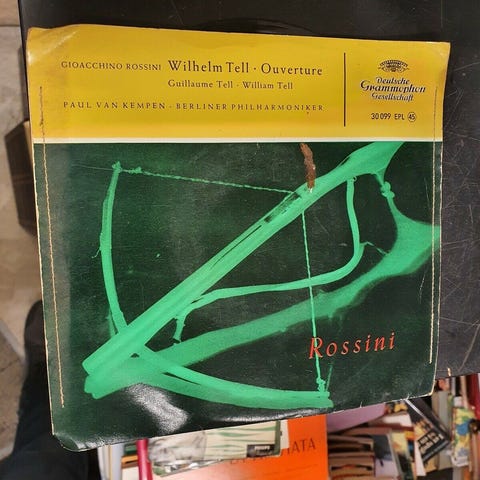 GIOACCHINO ROSSINI Wilhelm Tell · Ouverture
Guillaume Tell · William Tell
PAUL VAN KEMPEN · BERLINER PHILHARMONIKER
Deutsche
Grammophon
Gesellschaft
30 099 EPL 45
Rossini
PHILIPS